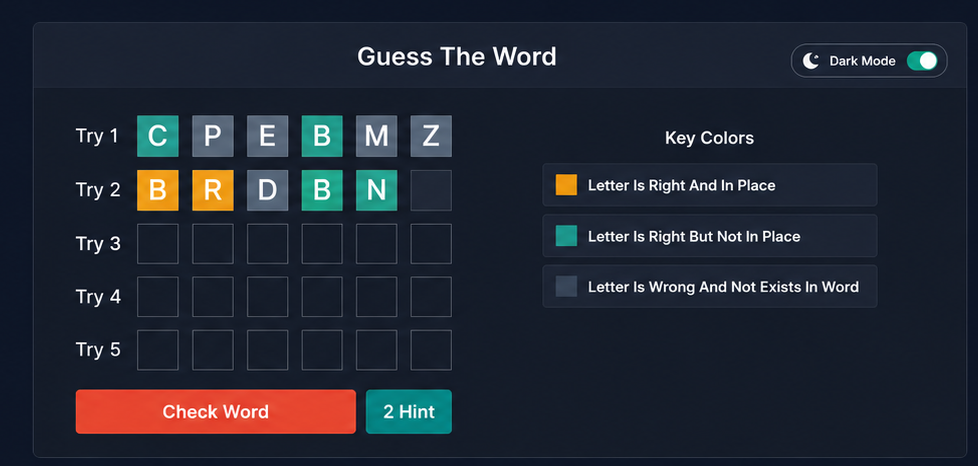 Guess The Word
Dark Mode
Try 1 C P E B M Z
Try 2 B R D B N
Try 3
Try 4
Try 5
Check Word
2 Hint
Key Colors
Letter Is Right And In Place
Letter Is Right But Not In Place
Letter Is Wrong And Not Exists In Word